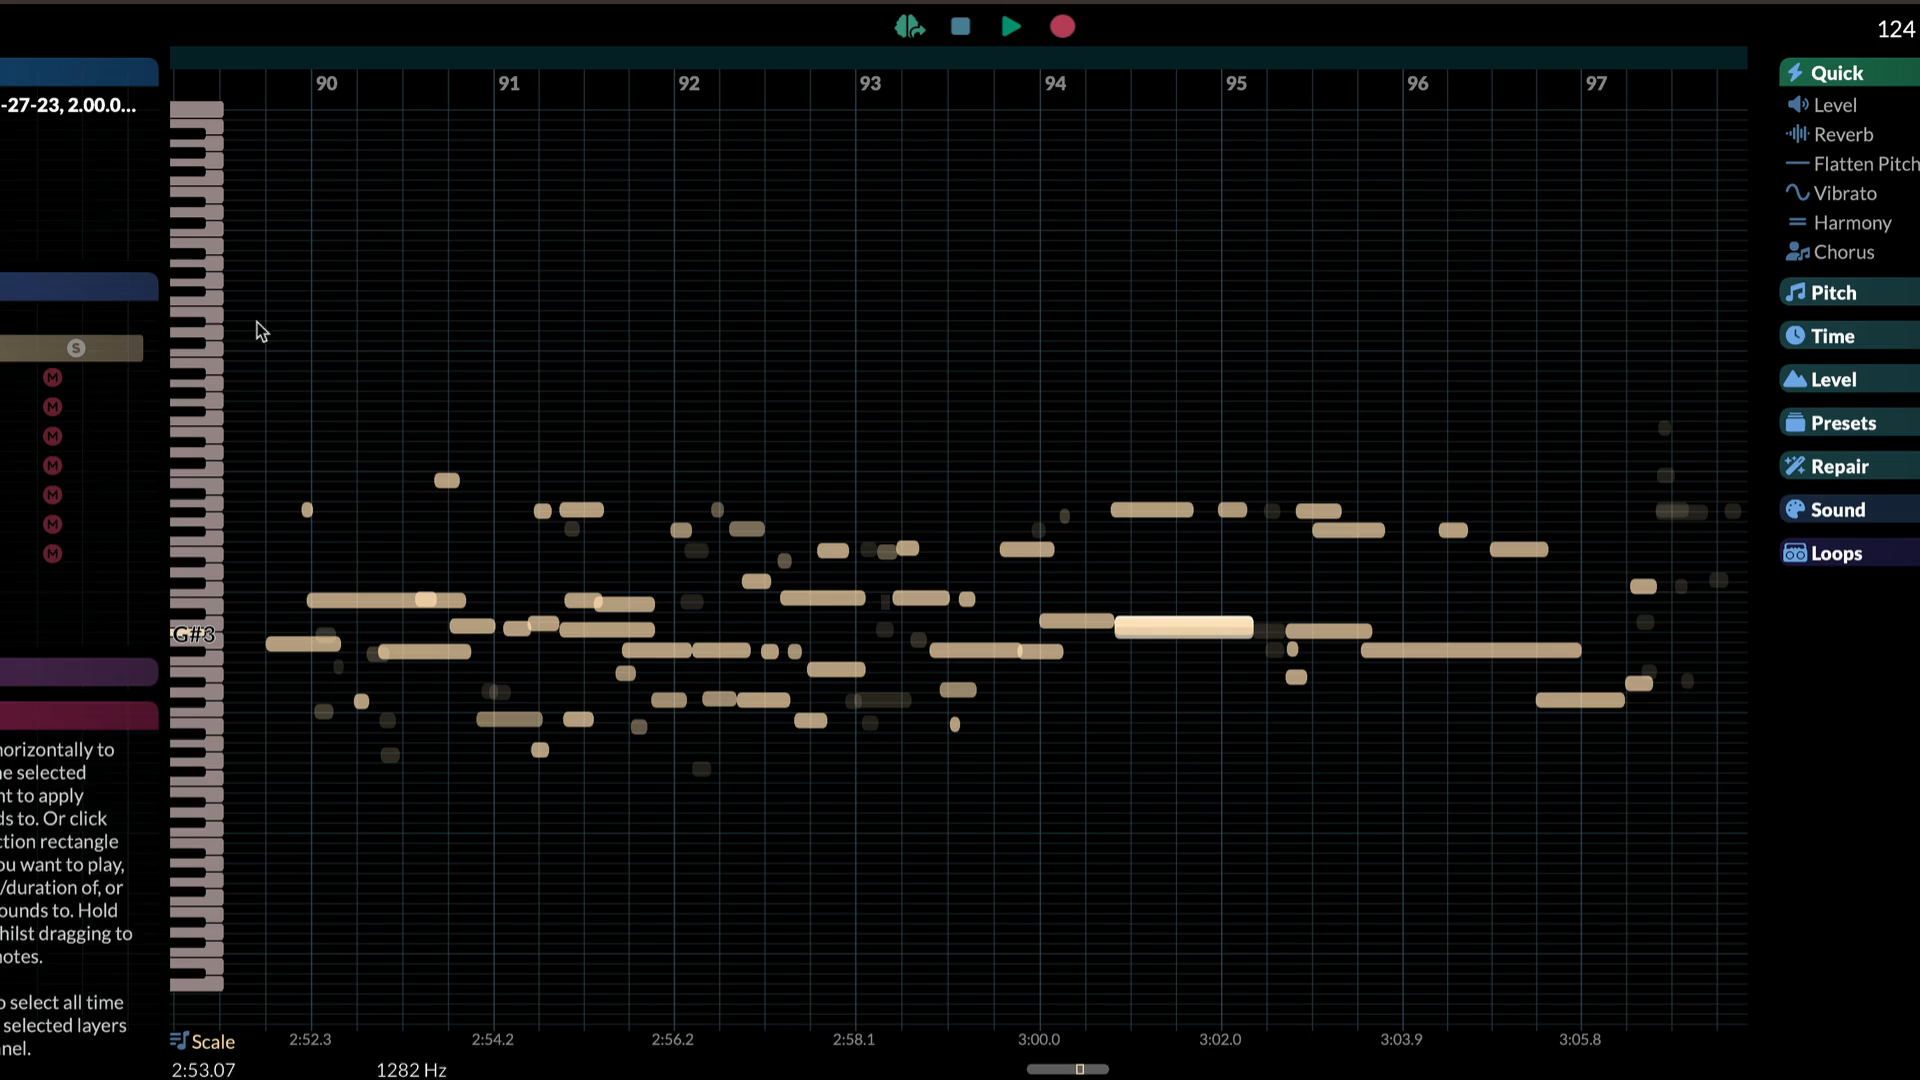 124
90 91 92 93 94 95 96 97
-27-23, 2.00.0...
Quick
Level
Reverb
Flatten Pitch
Vibrato
Harmony
Chorus
Pitch
Time
Level
Presets
Repair
Sound
Loops
S
M
M
M
M
M
M
M
G#3
horizontally to
e selected
nt to apply
ds to. Or click
ction rectangle
ou want to play,
/duration of, or
ounds to. Hold
hilst dragging to
notes.
o select all time
selected layers
nel.
Scale
2:52.3 2:54.2 2:56.2 2:58.1 3:00.0 3:02.0 3:03.9 3:05.8
2:53.07 1282 Hz